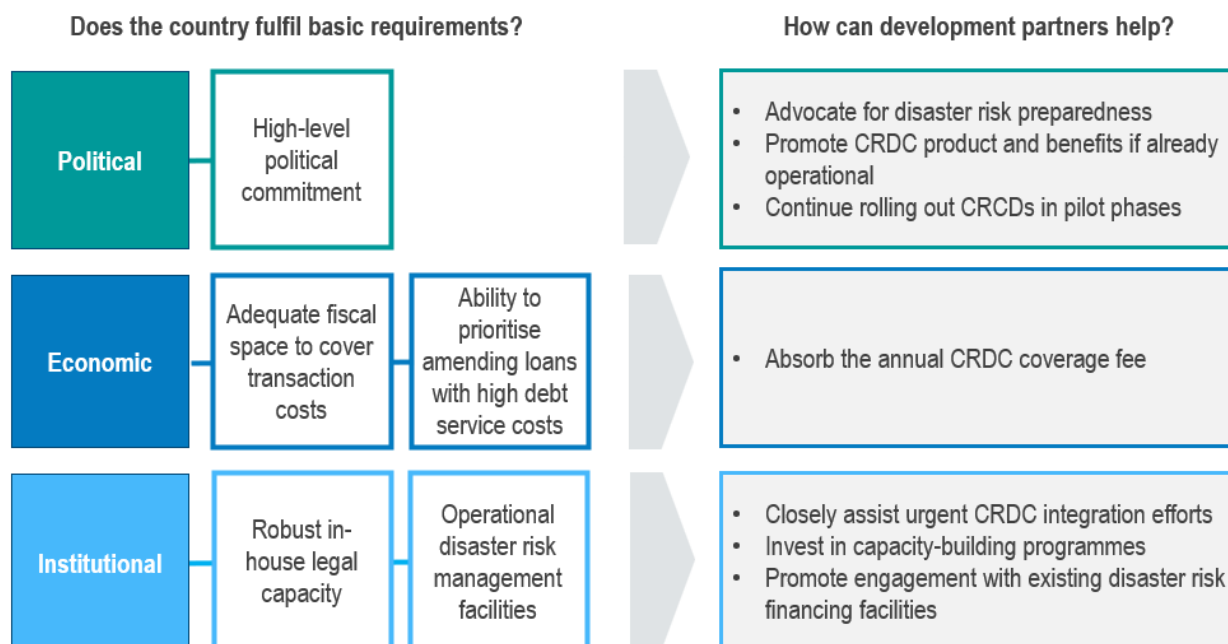 Does the country fulfil basic requirements?
How can development partners help?
Political
High-level
political
commitment
• Advocate for disaster risk preparedness
• Promote CRDC product and benefits if already
operational
• Continue rolling out CRCDs in pilot phases
Economic
Adequate fiscal
space to cover
transaction
costs
Ability to
prioritise
amending loans
with high debt
service costs
• Absorb the annual CRDC coverage fee
Institutional
Robust in-
house legal
capacity
Operational
disaster risk
management
facilities
• Closely assist urgent CRDC integration efforts
• Invest in capacity-building programmes
• Promote engagement with existing disaster risk
financing facilities